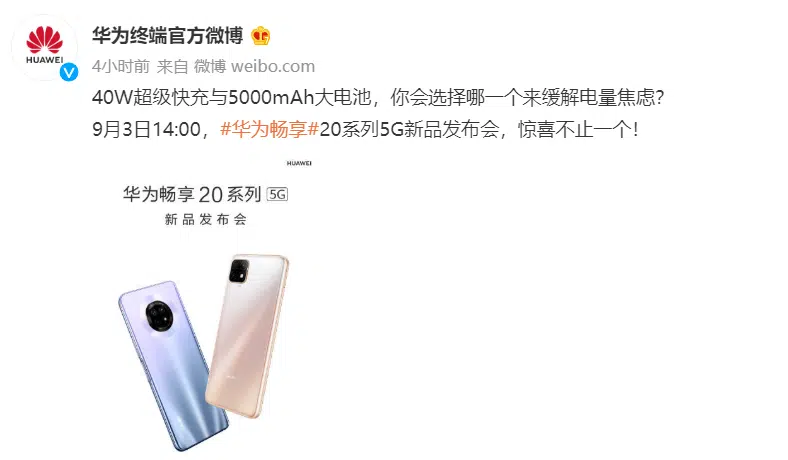 HUAWEI
华为终端官方微博
4小时前 来自 微博 weibo.com
40W超级快充与5000mAh大电池，你会选择哪一个来缓解电量焦虑？
9月3日14:00，#华为畅享#20系列5G新品发布会，惊喜不止一个！
HUAWEI
华为畅享 20 系列 5G
新品发布会